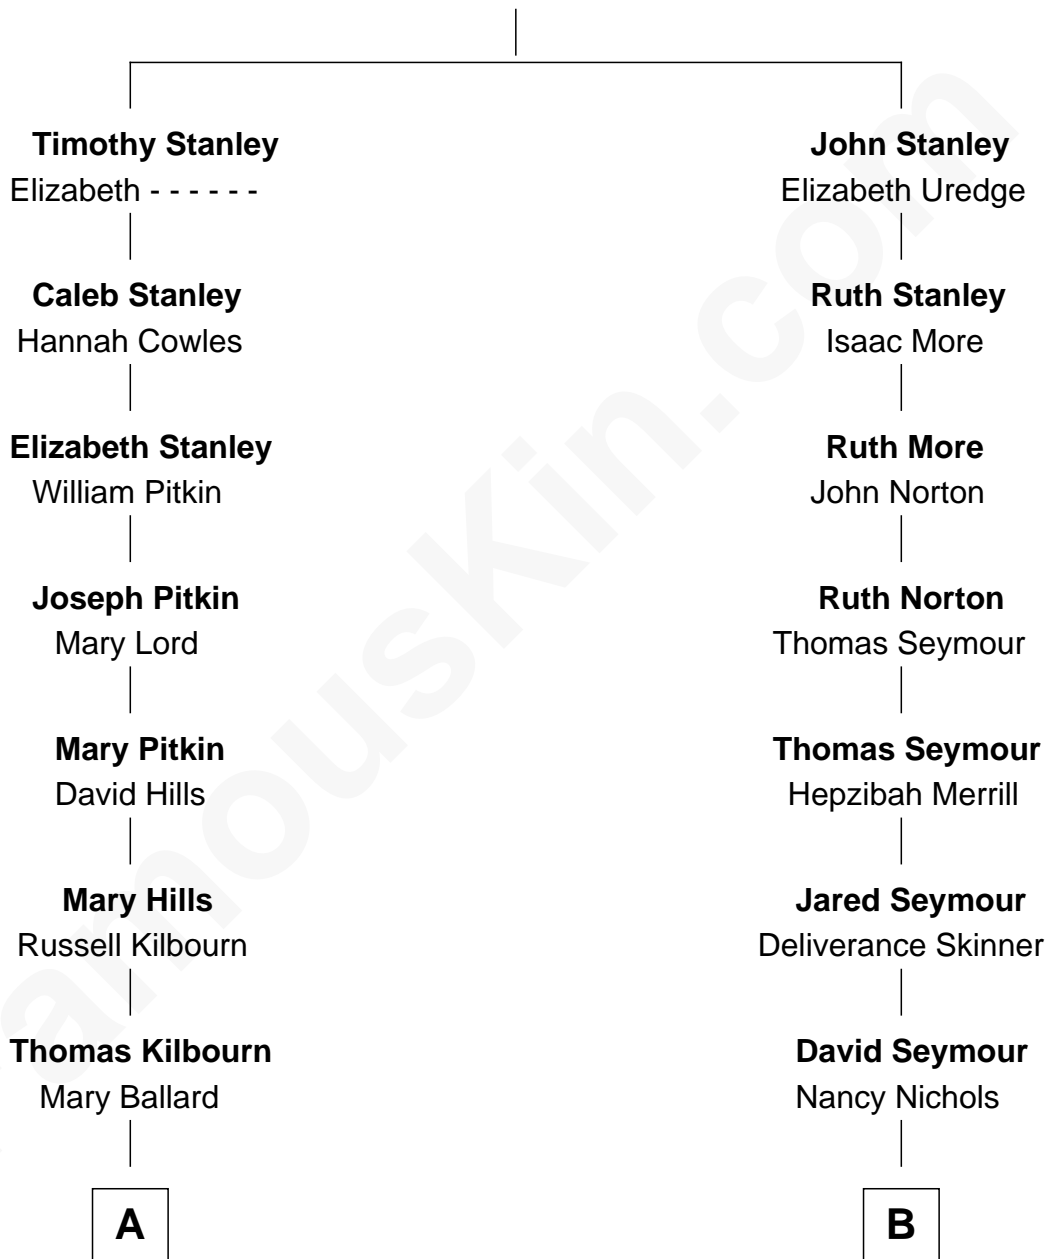 Timothy Stanley
Elizabeth - - - - - -
Caleb Stanley
Hannah Cowles
Elizabeth Stanley
William Pitkin
Joseph Pitkin
Mary Lord
Mary Pitkin
David Hills
Mary Hills
Russell Kilbourn
Thomas Kilbourn
Mary Ballard
A
John Stanley
Elizabeth Uredge
Ruth Stanley
Isaac More
Ruth More
John Norton
Ruth Norton
Thomas Seymour
Thomas Seymour
Hepzibah Merrill
Jared Seymour
Deliverance Skinner
David Seymour
Nancy Nichols
B
amouskin.com